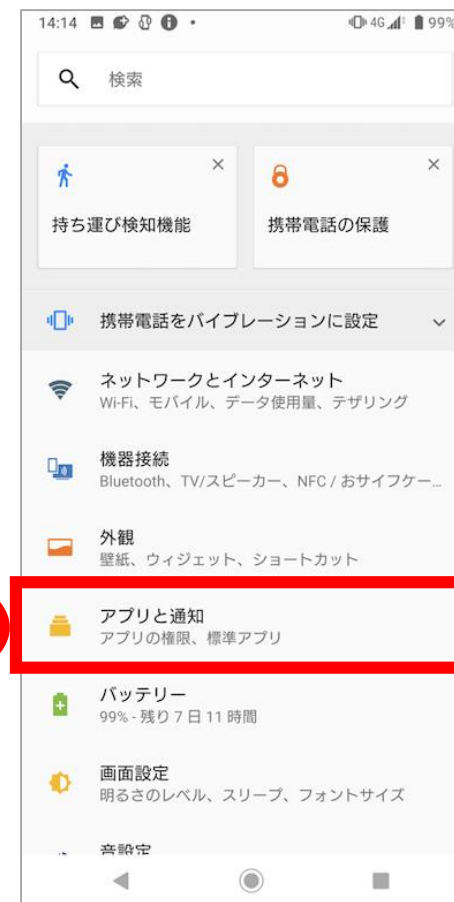 14:14 4G 99%
検索
持ち運び検知機能
携帯電話の保護
携帯電話をバイブレーションに設定
ネットワークとインターネット
Wi-Fi、モバイル、データ使用量、テザリング
機器接続
Bluetooth、TV/スピーカー、NFC / おサイフケー...
外観
壁紙、ウィジェット、ショートカット
アプリと通知
アプリの権限、標準アプリ
バッテリー
99% - 残り 7 日 11 時間
画面設定
明るさのレベル、スリープ、フォントサイズ
音設定